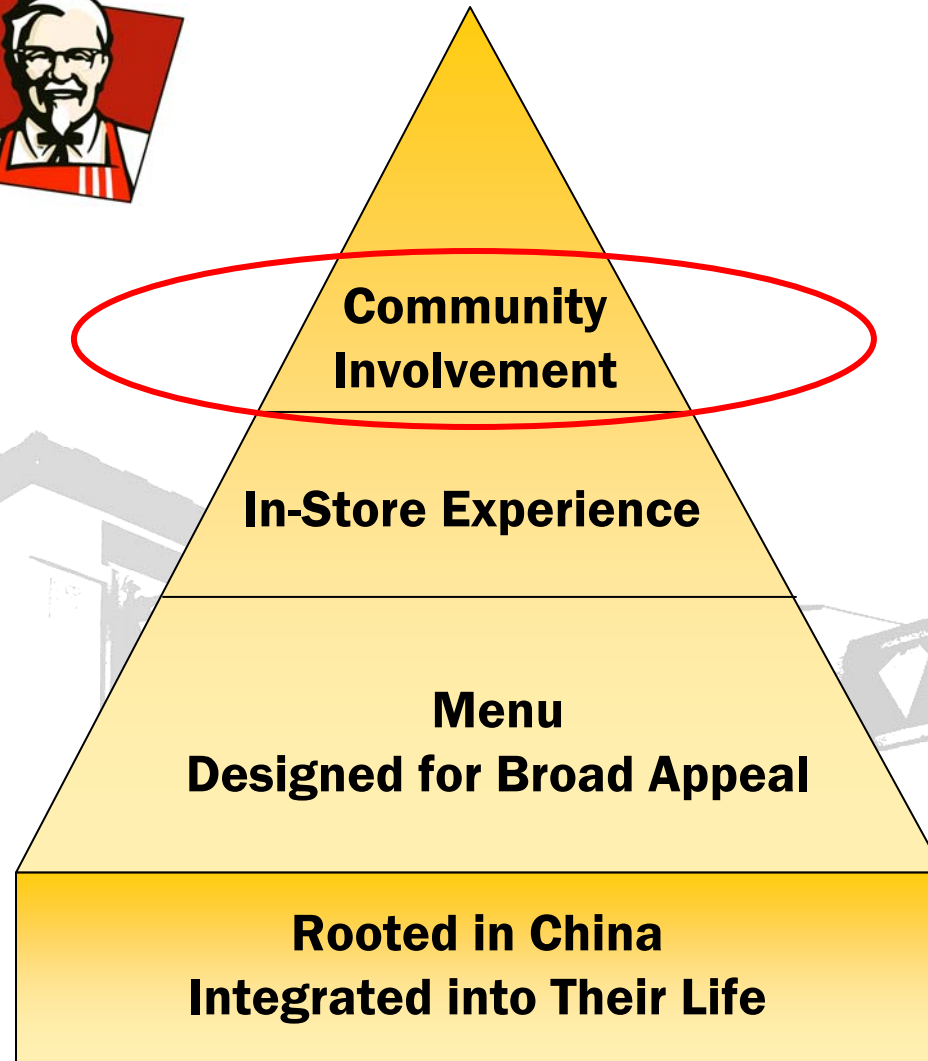 Community
Involvement
In-Store Experience
Menu
Designed for Broad Appeal
Rooted in China
Integrated into Their Life